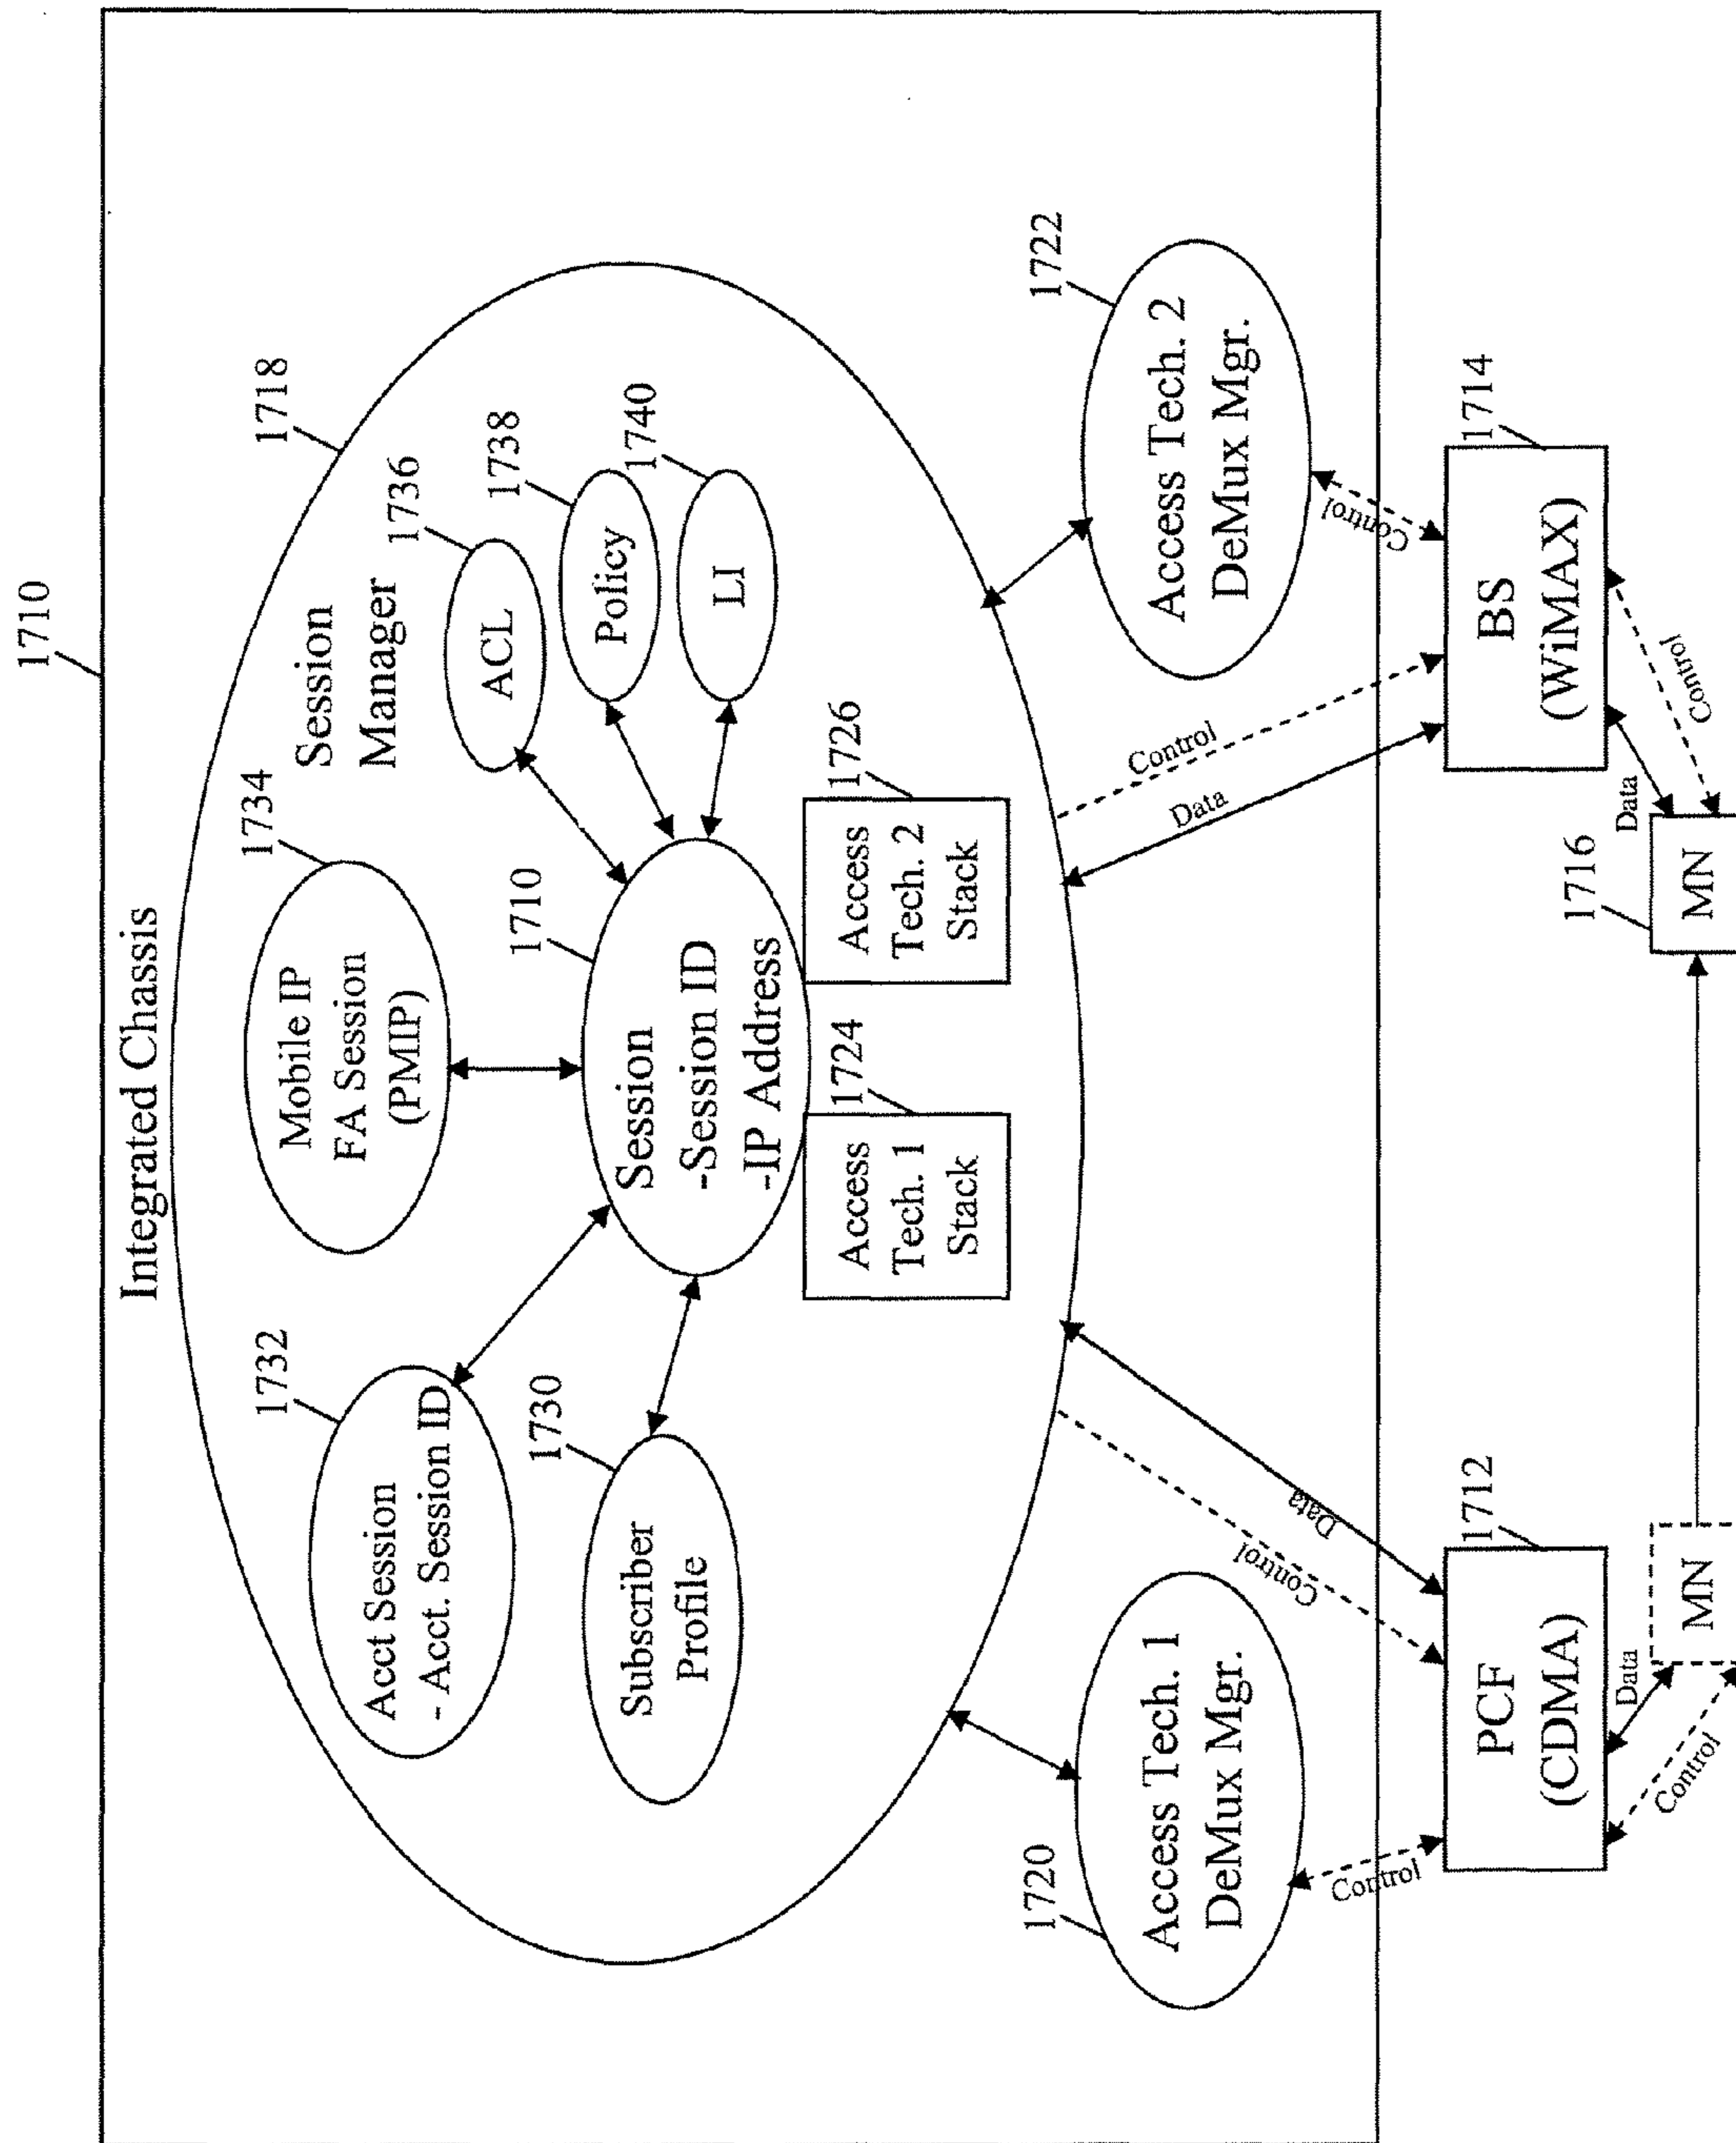 1710
Integrated Chassis
1718
Session
Manager
1732
Acct Session
- Acct. Session ID
1734
Mobile IP
FA Session
(PMIP)
1736
ACL
1738
Policy
1740
LI
1730
Subscriber
Profile
1710
Session
-Session ID
-IP Address
1724
Access
Tech. 1
Stack
1726
Access
Tech. 2
Stack
1720
Access Tech. 1
DeMux Mgr.
1722
Access Tech. 2
DeMux Mgr.
Control
Control
Data
Data
Control
Control
1712
PCF
(CDMA)
1714
BS
(WiMAX)
Control
Data
MN
1716
MN
Data
Control